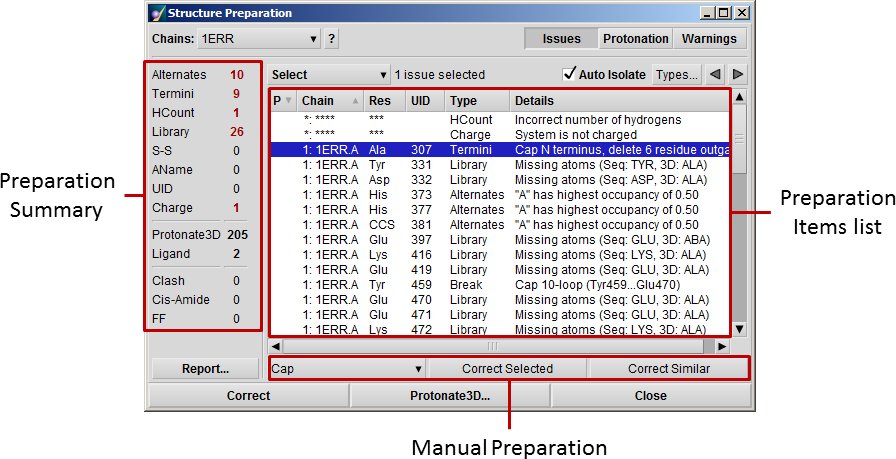 Structure Preparation
Chains: 1ERR ?
Issues Protonation Warnings
Alternates 10
Termini 9
HCount 1
Library 26
S-S 0
AName 0
UID 0
Charge 1
Protonate3D 205
Ligand 2
Clash 0
Cis-Amide 0
FF 0
Report...
Select 1 issue selected Auto Isolate Types...
P Chain Res UID Type Details
*: **** *** HCount Incorrect number of hydrogens
*: **** *** Charge System is not charged
1: 1ERR.A Ala 307 Termini Cap N terminus, delete 6 residue outga
1: 1ERR.A Tyr 331 Library Missing atoms (Seq: TYR, 3D: ALA)
1: 1ERR.A Asp 332 Library Missing atoms (Seq: ASP, 3D: ALA)
1: 1ERR.A His 373 Alternates "A" has highest occupancy of 0.50
1: 1ERR.A His 377 Alternates "A" has highest occupancy of 0.50
1: 1ERR.A CCS 381 Alternates "A" has highest occupancy of 0.50
1: 1ERR.A Glu 397 Library Missing atoms (Seq: GLU, 3D: ABA)
1: 1ERR.A Lys 416 Library Missing atoms (Seq: LYS, 3D: ALA)
1: 1ERR.A Glu 419 Library Missing atoms (Seq: GLU, 3D: ALA)
1: 1ERR.A Tyr 459 Break Cap 10-loop (Tyr459...Glu470)
1: 1ERR.A Glu 470 Library Missing atoms (Seq: GLU, 3D: ALA)
1: 1ERR.A Glu 471 Library Missing atoms (Seq: GLU, 3D: ALA)
1: 1ERR.A Lys 472 Library Missing atoms (Seq: LYS, 3D: ALA)
Cap Correct Selected Correct Similar
Correct Protonate3D... Close
Preparation
Summary
Preparation
Items list
Manual Preparation